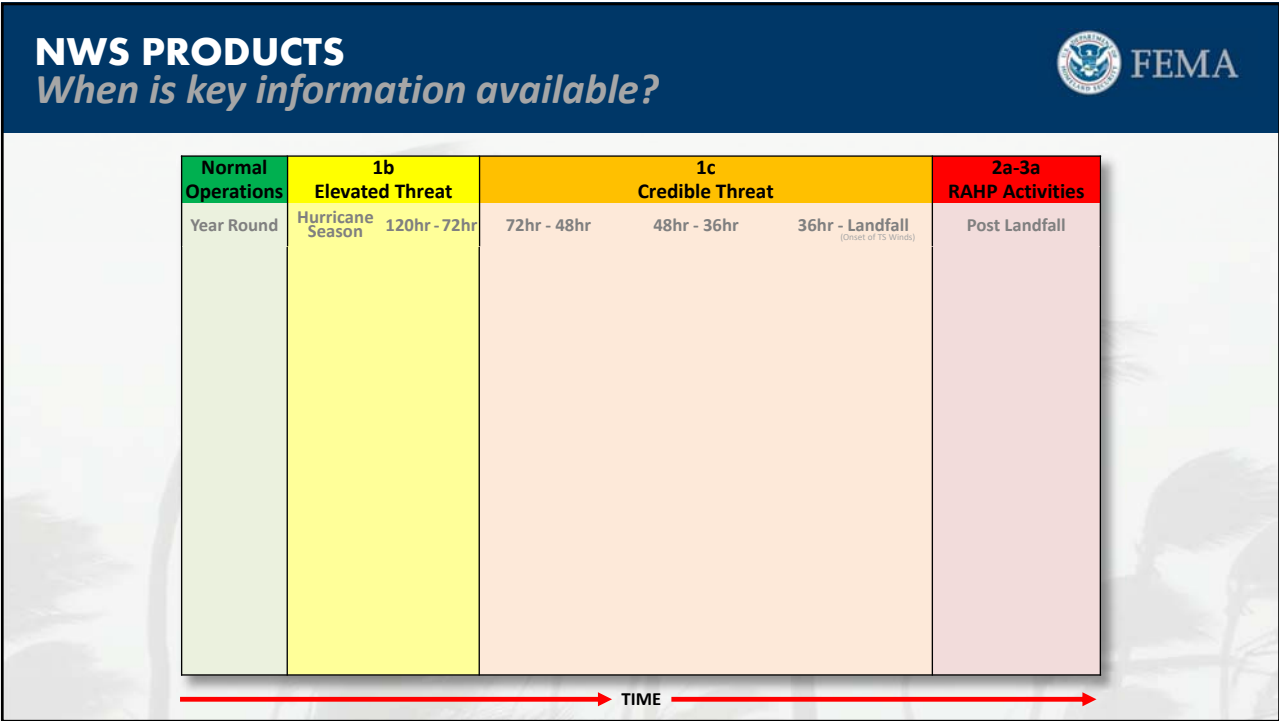 NWS PRODUCTS
When is key information available?
FEMA
Normal Operations
1b
Elevated Threat
1c
Credible Threat
2a-3a
RAHP Activities
Year Round
Hurricane Season
120hr - 72hr
72hr - 48hr
48hr - 36hr
36hr - Landfall
(Onset of TS Winds)
Post Landfall
TIME